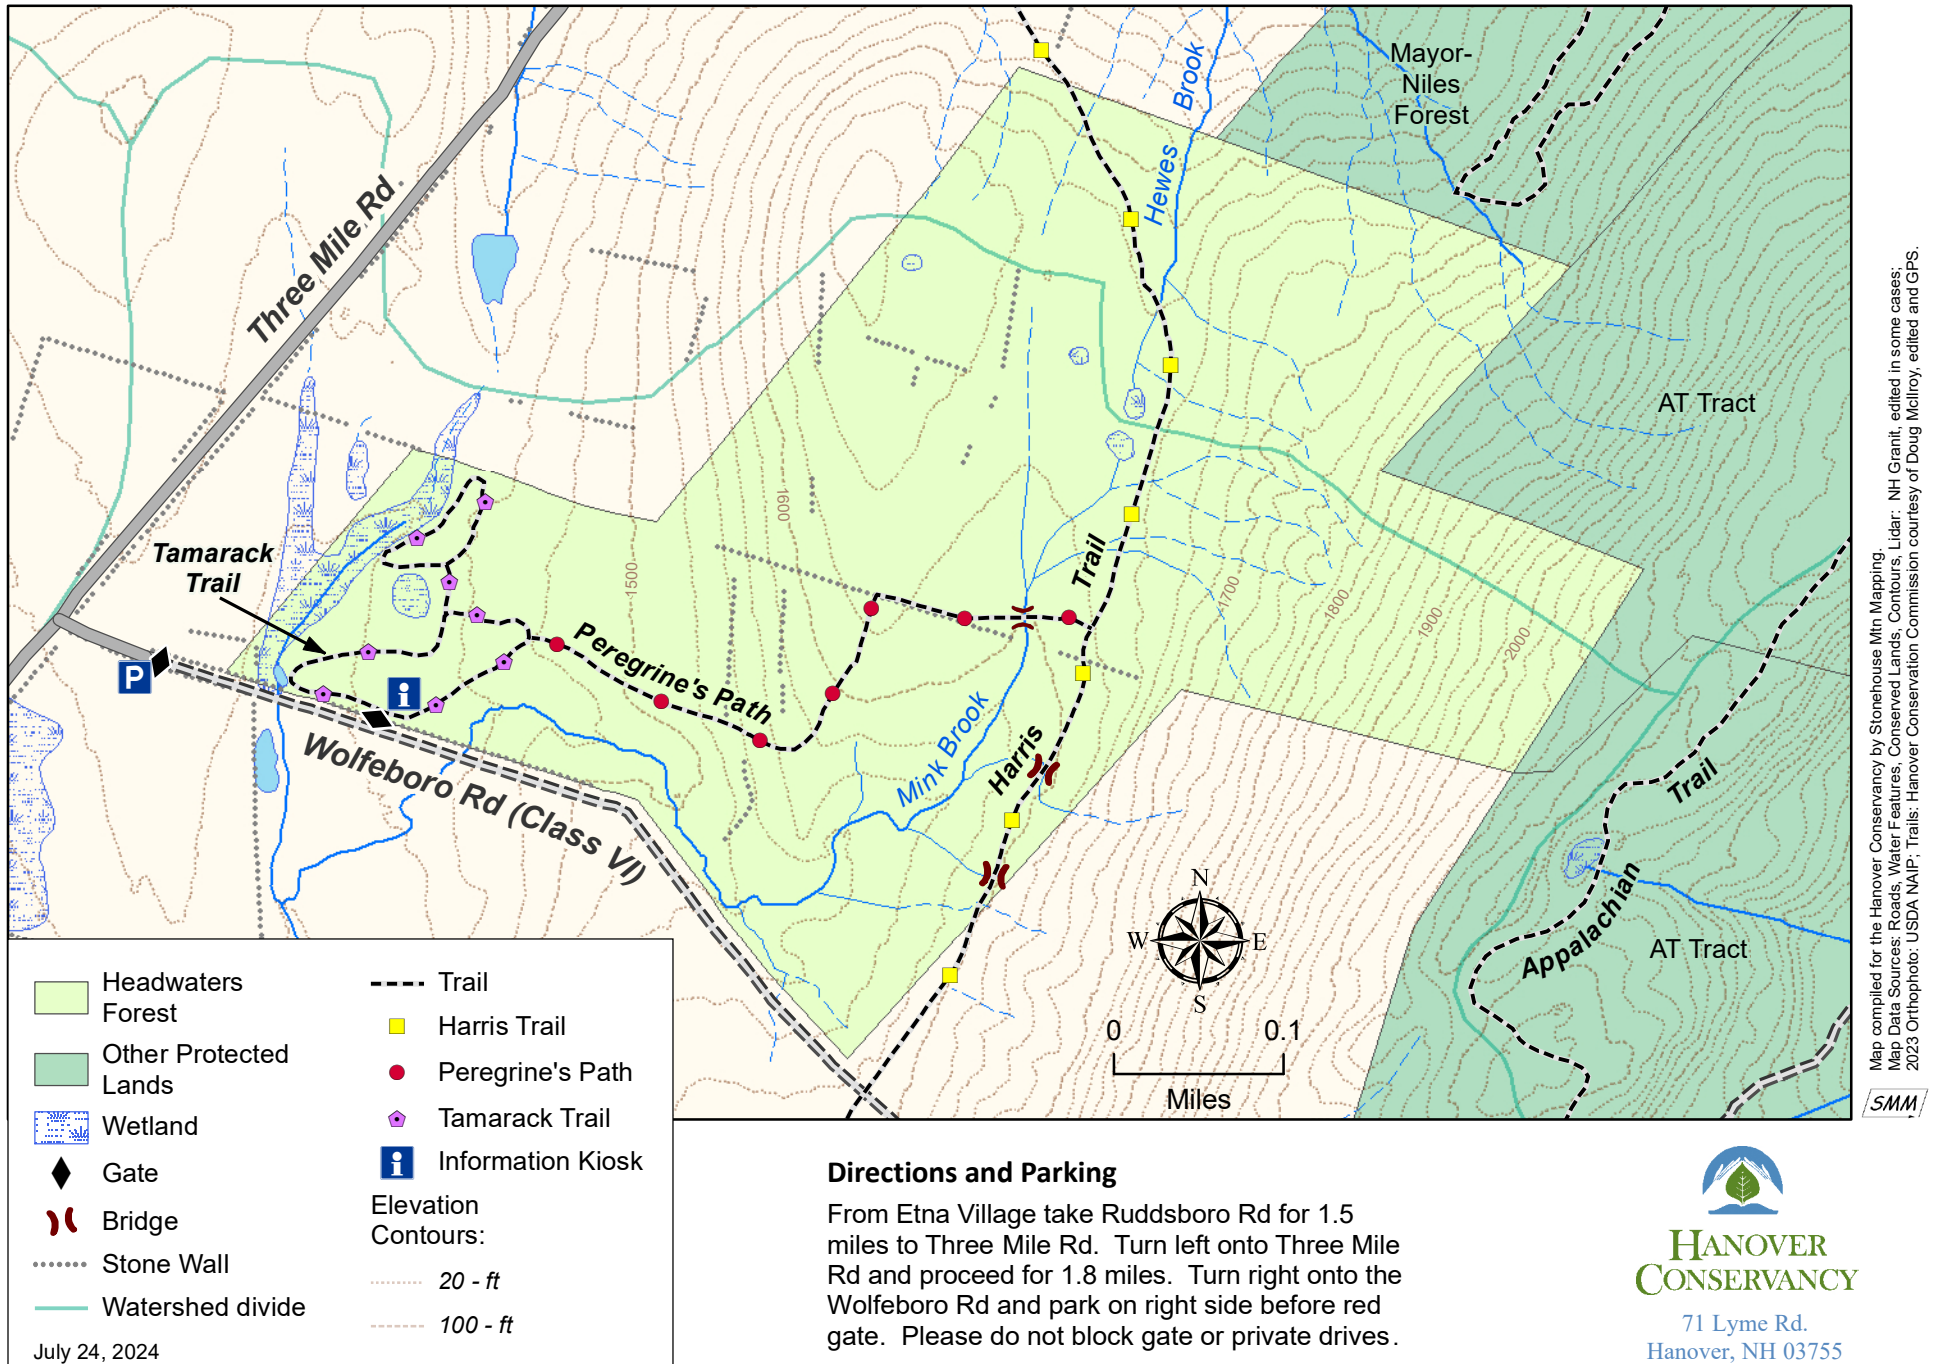 Mayor-
Niles
Forest
Hewes Brook
Three Mile Rd.
AT Tract
1600
1500
Tamarack
Trail
Peregrine's Path
Trail
1700
1800
1900
2000
P
i
Wolfeboro Rd (Class VI)
Mink Brook
Harris
Appalachian
Trail
AT Tract
N
W
E
S
0
0.1
Miles
Headwaters
Forest
Other Protected
Lands
Wetland
Gate
Bridge
Stone Wall
Watershed divide
July 24, 2024
Trail
Harris Trail
Peregrine's Path
Tamarack Trail
i
Information Kiosk
Elevation
Contours:
20 - ft
100 - ft
Directions and Parking
From Etna Village take Ruddsboro Rd for 1.5
miles to Three Mile Rd. Turn left onto Three Mile
Rd and proceed for 1.8 miles. Turn right onto the
Wolfeboro Rd and park on right side before red
gate. Please do not block gate or private drives.
HANOVER
CONSERVANCY
71 Lyme Rd.
Hanover, NH 03755
Map compiled for the Hanover Conservancy by Stonehouse Mtn Mapping.
Map Data Sources: Roads, Water Features, Conserved Lands, Contours, Lidar: NH Granit, edited in some cases;
2023 Orthophoto: USDA NAIP; Trails: Hanover Conservation Commission courtesy of Doug McIlroy, edited and GPS.
SMM